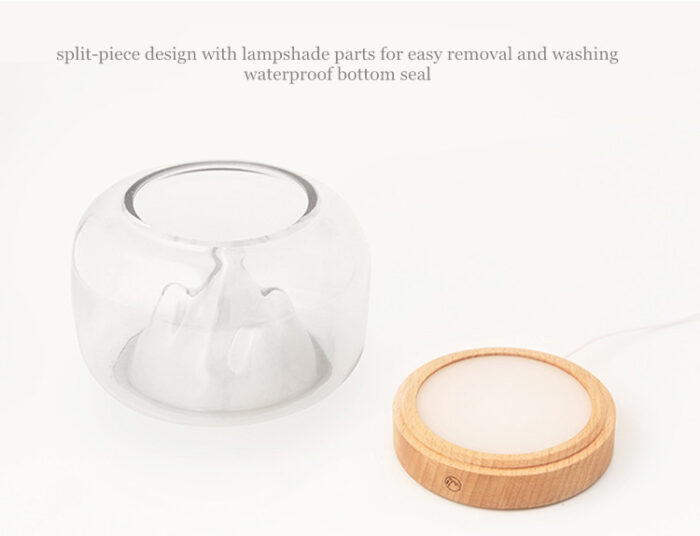 split-piece design with lampshade parts for easy removal and washing
waterproof bottom seal